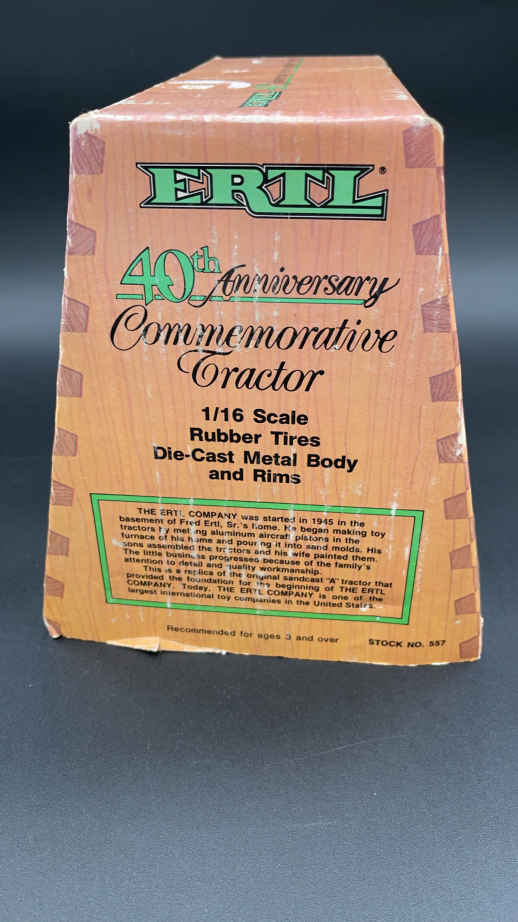 ERTL®
40th Anniversary
Commemorative
Tractor
1/16 Scale
Rubber Tires
Die-Cast Metal Body
and Rims
THE ERTL COMPANY was started in 1945 in the
basement of Fred Ertl, Sr.'s home. He began making toy
tractors by melting aluminum aircraft pistons in the
furnace of his home and pouring it into sand molds. His
sons assembled the tractors and his wife painted them.
The little business progresses because of the family's
attention to detail and quality workmanship.
This is a replica of the original sandcast "A" tractor that
provided the foundation for the beginning of THE ERTL
COMPANY. Today, THE ERTL COMPANY is one of the
largest international toy companies in the United States.
Recommended for ages 3 and over
STOCK NO. 557